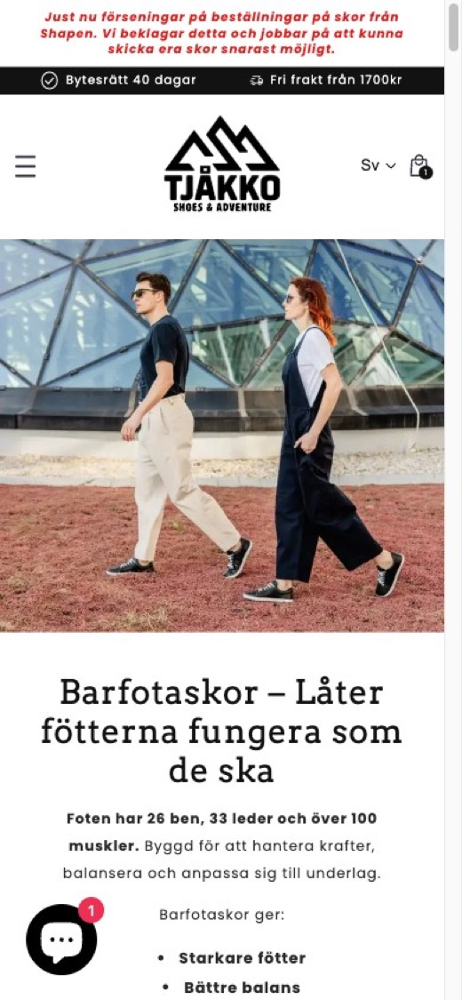 Just nu förseningar på beställningar på skor från
Shapen. Vi beklagar detta och jobbar på att kunna
skicka era skor snarast möjligt.
Bytesrätt 40 dagar
Fri frakt från 1700kr
TJÅKKO
SHOES & ADVENTURE
Sv
1
Barfotaskor – Låter
fötterna fungera som
de ska
Foten har 26 ben, 33 leder och över 100
muskler. Byggd för att hantera krafter,
balansera och anpassa sig till underlag.
Barfotaskor ger:
1
• Starkare fötter
• Bättre balans